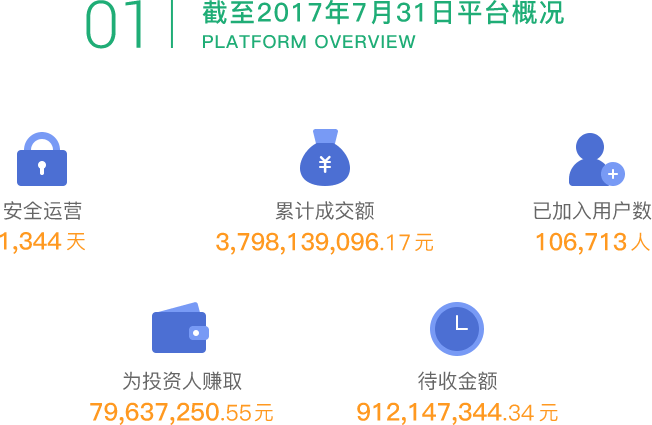 01
截至2017年7月31日平台概况
PLATFORM OVERVIEW
安全运营
1,344 天
累计成交额
3,798,139,096.17 元
已加入用户数
106,713 人
为投资人赚取
79,637,250.55 元
待收金额
912,147,344.34 元